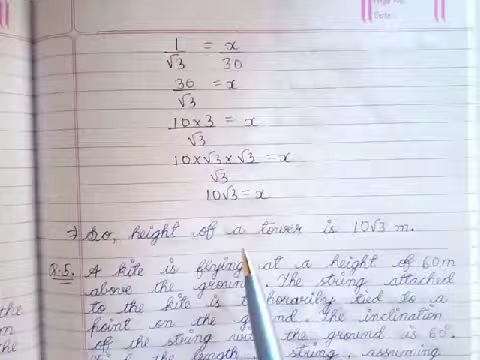 Page No.
Date
1/√3 = x/30
30/√3 = x
10×3/√3 = x
10×√3×√3/√3 = x
10√3 = x
→ So, height of a tower is 10√3 m.
Q.5. A kite is flying at a height of 60m
above the ground. The string attached
to the kite is
tied to a
point on the ground. The inclination
of the string
the ground is 60°.
the length
string assuming